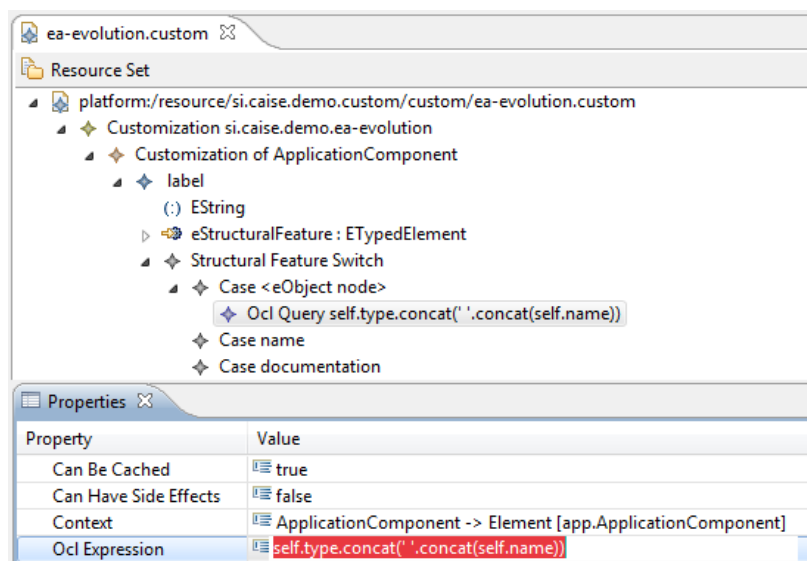 ea-evolution.custom
Resource Set
platform:/resource/si.caise.demo.custom/custom/ea-evolution.custom
Customization si.caise.demo.ea-evolution
Customization of ApplicationComponent
label
(:) EString
eStructuralFeature : ETypedElement
Structural Feature Switch
Case <eObject node>
Ocl Query self.type.concat(' '.concat(self.name))
Case name
Case documentation
Properties
Property Value
Can Be Cached true
Can Have Side Effects false
Context ApplicationComponent -> Element [app.ApplicationComponent]
Ocl Expression self.type.concat(' '.concat(self.name))